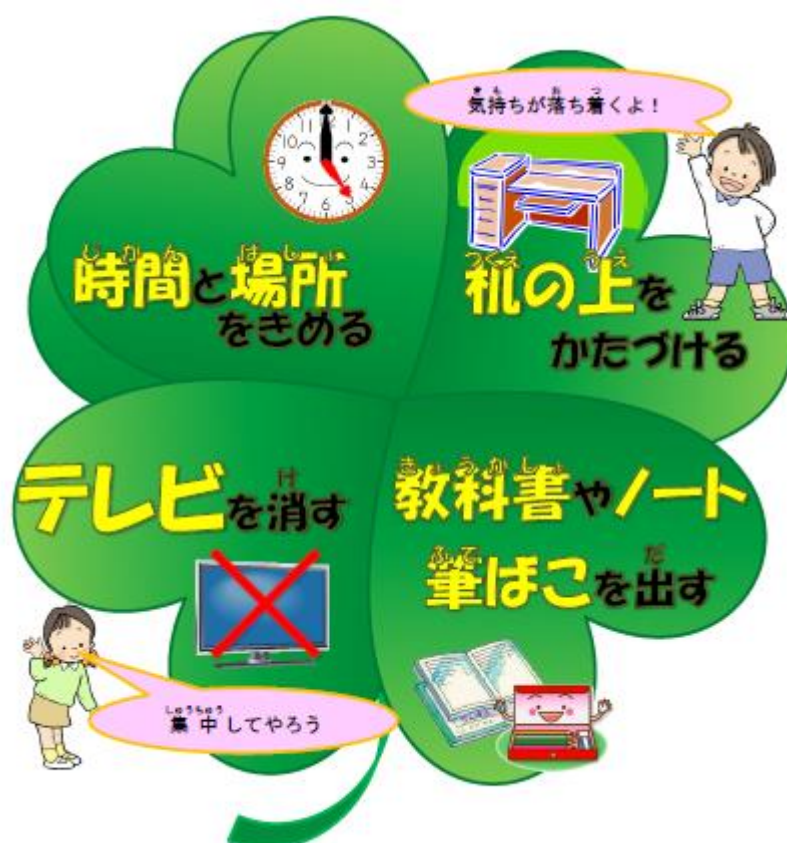 気持ちが落ち着くよ!
時間と場所
をきめる
机の上を
かたづける
テレビを消す
教科書やノート
筆ばこを出す
集中してやろう